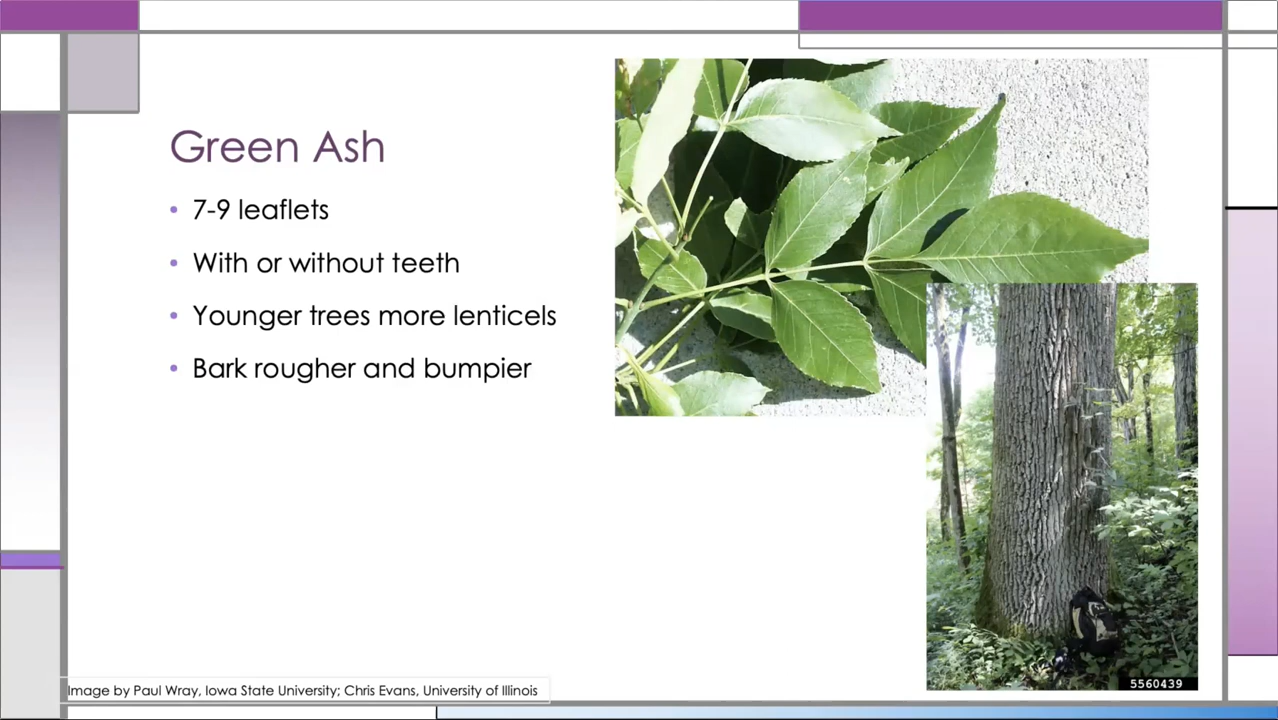 Green Ash
• 7-9 leaflets
• With or without teeth
• Younger trees more lenticels
• Bark rougher and bumpier
5560439
Image by Paul Wray, Iowa State University; Chris Evans, University of Illinois